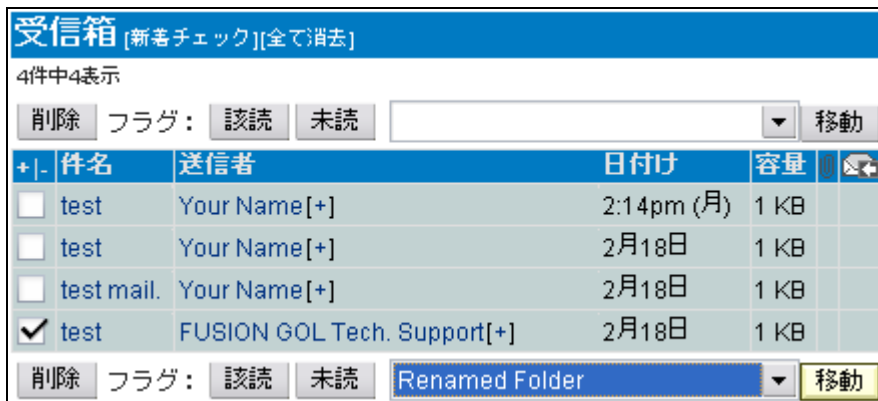 受信箱 [新着チェック][全て消去]
4件中4表示
削除 フラグ： 該読 未読 移動
+|- 件名 送信者 日付け 容量
test Your Name[+] 2:14pm (月) 1 KB
test Your Name[+] 2月18日 1 KB
test mail. Your Name[+] 2月18日 1 KB
test FUSION GOL Tech. Support[+] 2月18日 1 KB
削除 フラグ： 該読 未読 Renamed Folder 移動